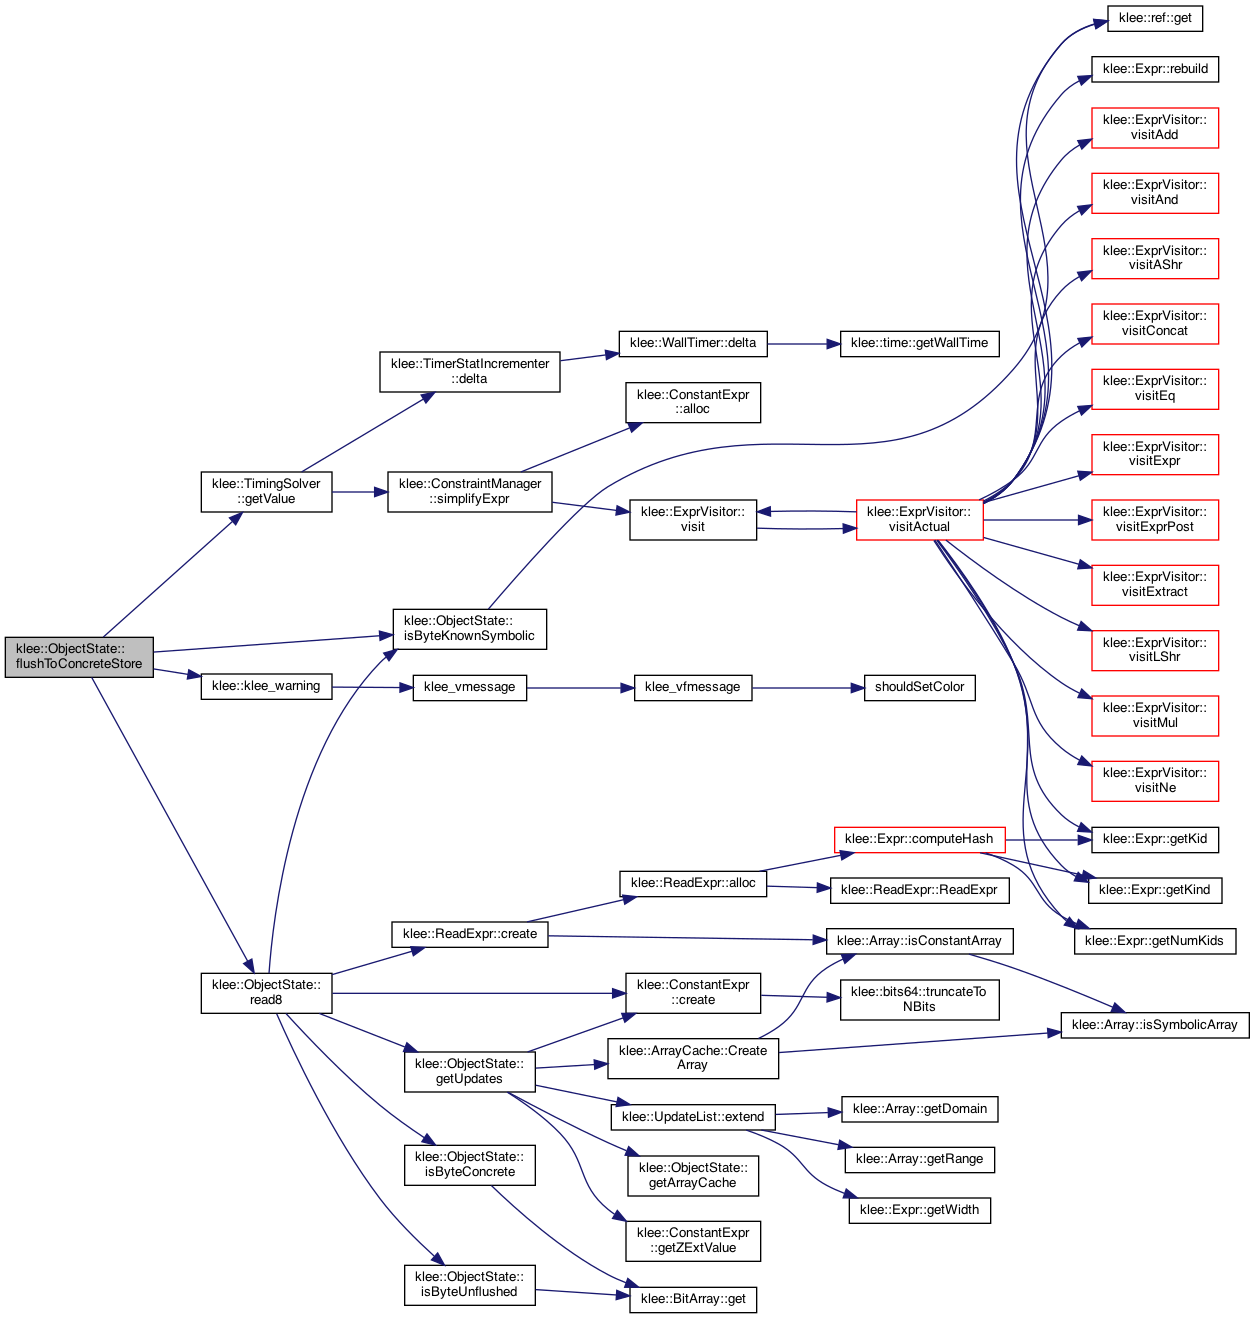 klee::ref::get
klee::Expr::rebuild
klee::ExprVisitor::
visitAdd
klee::ExprVisitor::
visitAnd
klee::ExprVisitor::
visitAShr
klee::ExprVisitor::
visitConcat
klee::WallTimer::delta
klee::time::getWallTime
klee::TimerStatIncrementer
::delta
klee::ConstantExpr
::alloc
klee::ExprVisitor::
visitEq
klee::ExprVisitor::
visitExpr
klee::TimingSolver
::getValue
klee::ConstraintManager
::simplifyExpr
klee::ExprVisitor::
visit
klee::ExprVisitor::
visitActual
klee::ExprVisitor::
visitExprPost
klee::ExprVisitor::
visitExtract
klee::ObjectState::
isByteKnownSymbolic
klee::ExprVisitor::
visitLShr
klee::ObjectState::
flushToConcreteStore
klee::klee_warning
klee_vmessage
klee_vfmessage
shouldSetColor
klee::ExprVisitor::
visitMul
klee::ExprVisitor::
visitNe
klee::Expr::computeHash
klee::Expr::getKid
klee::ReadExpr::alloc
klee::ReadExpr::ReadExpr
klee::Expr::getKind
klee::ReadExpr::create
klee::Array::isConstantArray
klee::Expr::getNumKids
klee::ObjectState::
read8
klee::ConstantExpr
::create
klee::bits64::truncateTo
NBits
klee::Array::isSymbolicArray
klee::ObjectState::
getUpdates
klee::ArrayCache::Create
Array
klee::UpdateList::extend
klee::Array::getDomain
klee::ObjectState::
isByteConcrete
klee::ObjectState::
getArrayCache
klee::Array::getRange
klee::Expr::getWidth
klee::ConstantExpr
::getZExtValue
klee::ObjectState::
isByteUnflushed
klee::BitArray::get